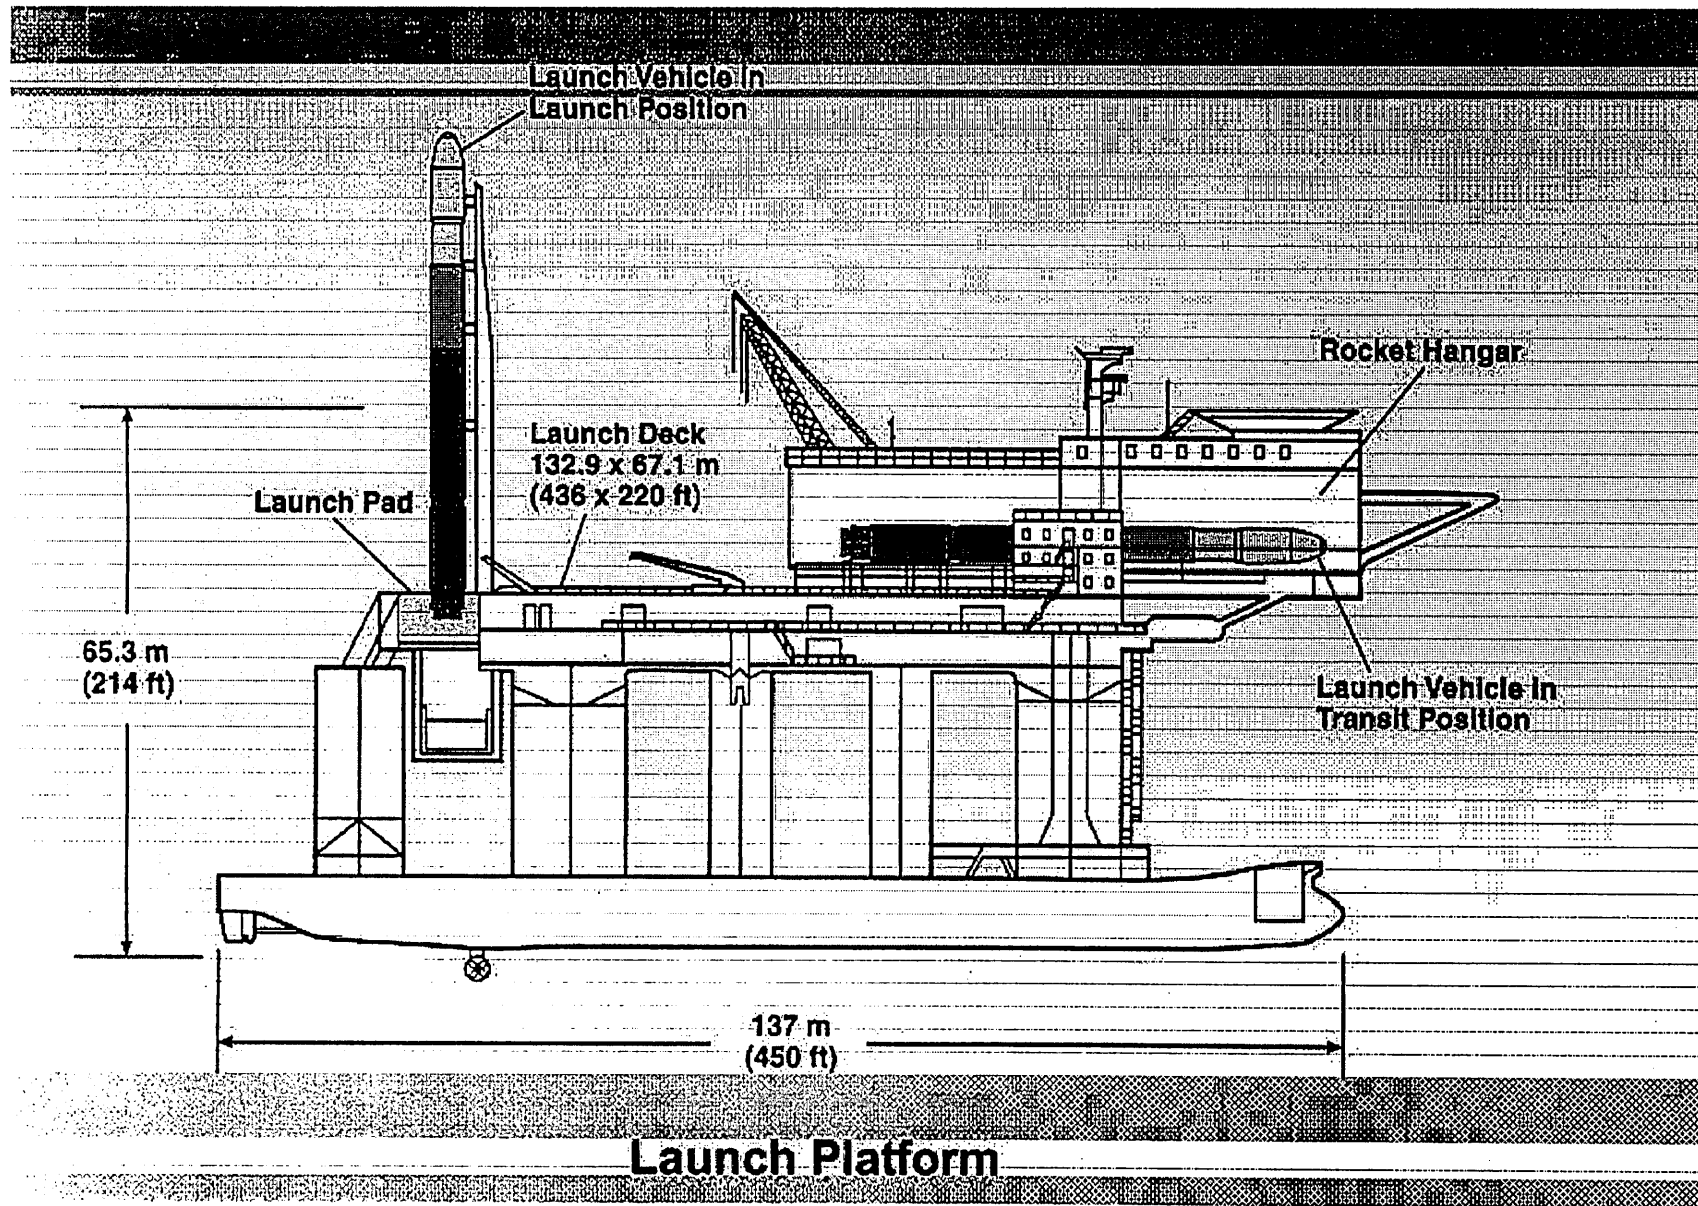 Launch Vehicle in
Launch Position
Rocket Hangar
Launch Deck
132.9 x 67.1 m
(436 x 220 ft)
Launch Pad
65.3 m
(214 ft)
Launch Vehicle in
Transit Position
137 m
(450 ft)
Launch Platform